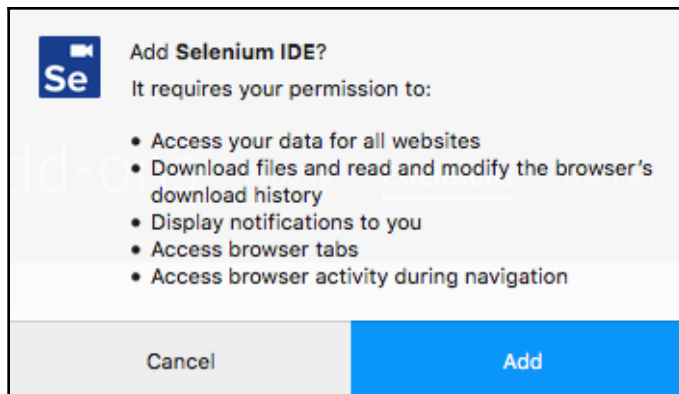 Se
Add Selenium IDE?
It requires your permission to:
• Access your data for all websites
• Download files and read and modify the browser's
download history
• Display notifications to you
• Access browser tabs
• Access browser activity during navigation
Cancel
Add